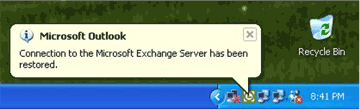 Microsoft Outlook
Connection to the Microsoft Exchange Server has been
restored.
Recycle Bin
8:41 PM